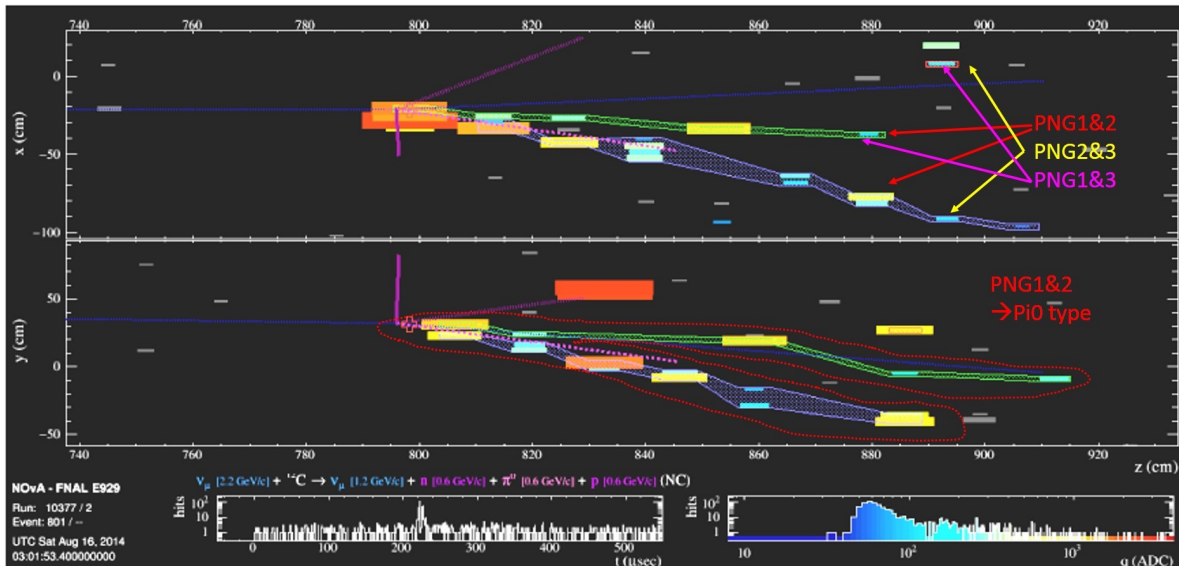 740 760 780 800 820 840 860 880 900 920
x (cm)
0
−50
−100
PNG1&2
PNG2&3
PNG1&3
y (cm)
50
0
−50
PNG1&2
→Pi0 type
740 760 780 800 820 840 860 880 900 920
z (cm)
νμ [2.2 GeV/c] + ¹²C → νμ [1.2 GeV/c] + n [0.6 GeV/c] + π⁰ [0.6 GeV/c] + p [0.6 GeV/c] (NC)
NOvA - FNAL E929
Run: 10377 / 2
Event: 801 / --
UTC Sat Aug 16, 2014
03:01:53.400000000
hits
10²
10
1
0 100 200 300 400 500
t (μsec)
hits
10²
10
1
10 10² 10³
q (ADC)